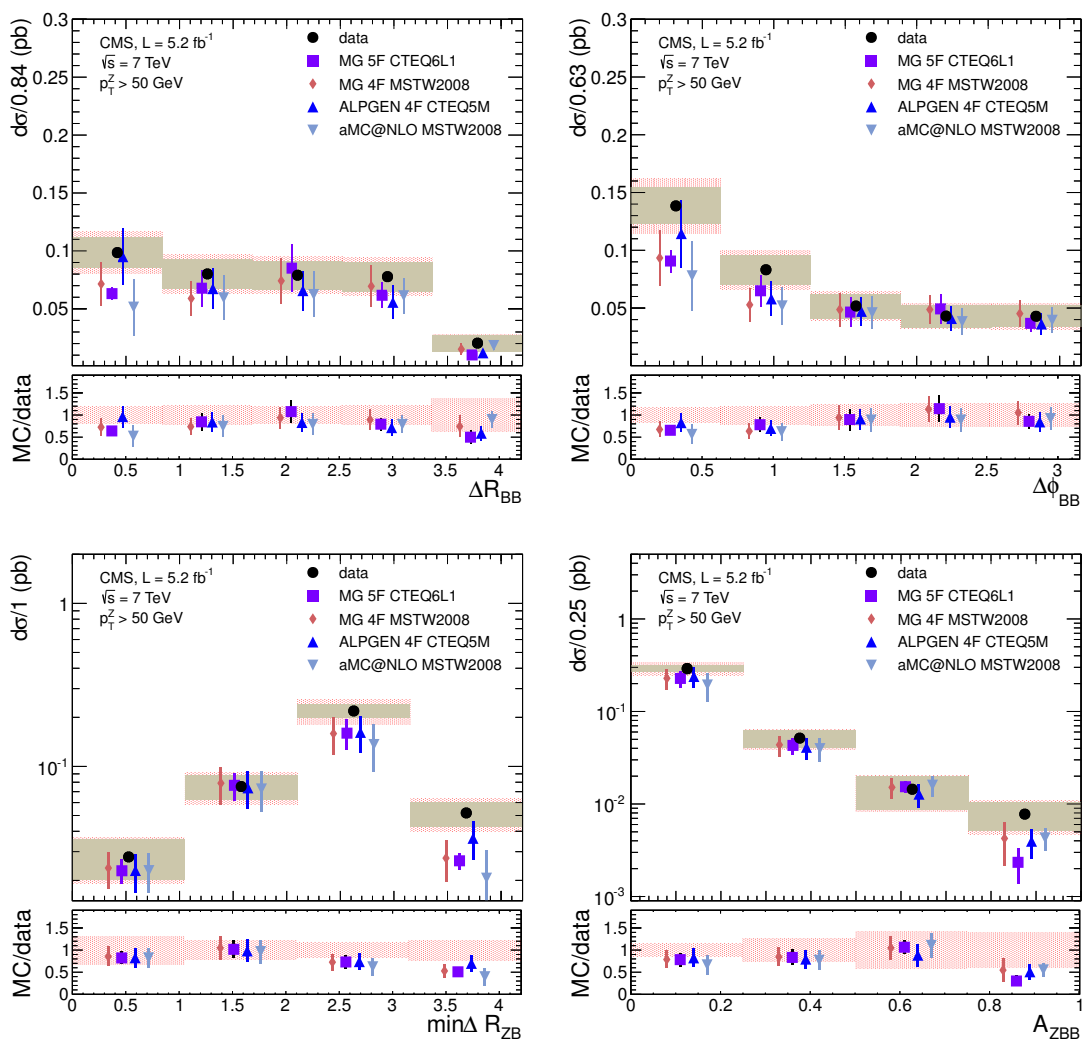 dσ/0.84 (pb)
0.3
0.25
0.2
0.15
0.1
0.05
CMS, L = 5.2 fb⁻¹
√s = 7 TeV
p_T^Z > 50 GeV
data
MG 5F CTEQ6L1
MG 4F MSTW2008
ALPGEN 4F CTEQ5M
aMC@NLO MSTW2008
MC/data
1.5
1
0.5
0
0 0.5 1 1.5 2 2.5 3 3.5 4
ΔR_BB
dσ/0.63 (pb)
0.3
0.25
0.2
0.15
0.1
0.05
CMS, L = 5.2 fb⁻¹
√s = 7 TeV
p_T^Z > 50 GeV
data
MG 5F CTEQ6L1
MG 4F MSTW2008
ALPGEN 4F CTEQ5M
aMC@NLO MSTW2008
MC/data
1.5
1
0.5
0
0 0.5 1 1.5 2 2.5 3
Δϕ_BB
dσ/1 (pb)
1
10⁻¹
CMS, L = 5.2 fb⁻¹
√s = 7 TeV
p_T^Z > 50 GeV
data
MG 5F CTEQ6L1
MG 4F MSTW2008
ALPGEN 4F CTEQ5M
aMC@NLO MSTW2008
MC/data
1.5
1
0.5
0
0 0.5 1 1.5 2 2.5 3 3.5 4
minΔ R_ZB
dσ/0.25 (pb)
1
10⁻¹
10⁻²
10⁻³
CMS, L = 5.2 fb⁻¹
√s = 7 TeV
p_T^Z > 50 GeV
data
MG 5F CTEQ6L1
MG 4F MSTW2008
ALPGEN 4F CTEQ5M
aMC@NLO MSTW2008
MC/data
1.5
1
0.5
0
0 0.2 0.4 0.6 0.8 1
A_ZBB